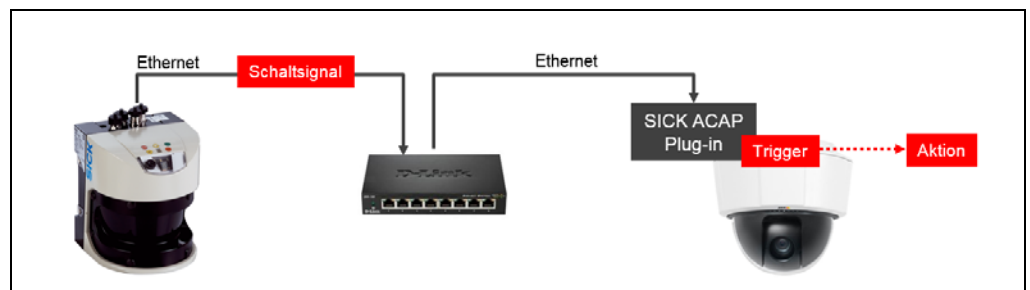 Ethernet
Schaltsignal
Ethernet
SICK ACAP
Plug-in
Trigger
Aktion
SICK
D-Link